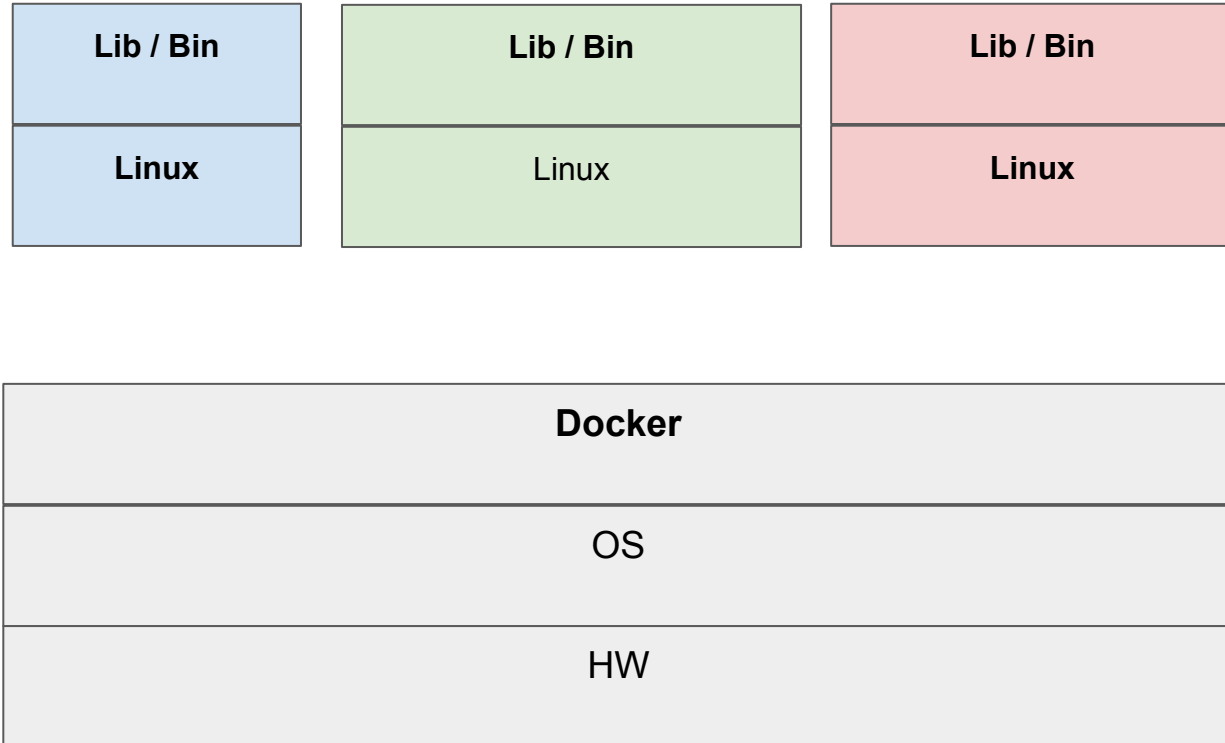 Lib / Bin
Lib / Bin
Lib / Bin
Linux
Linux
Linux
Docker
OS
HW